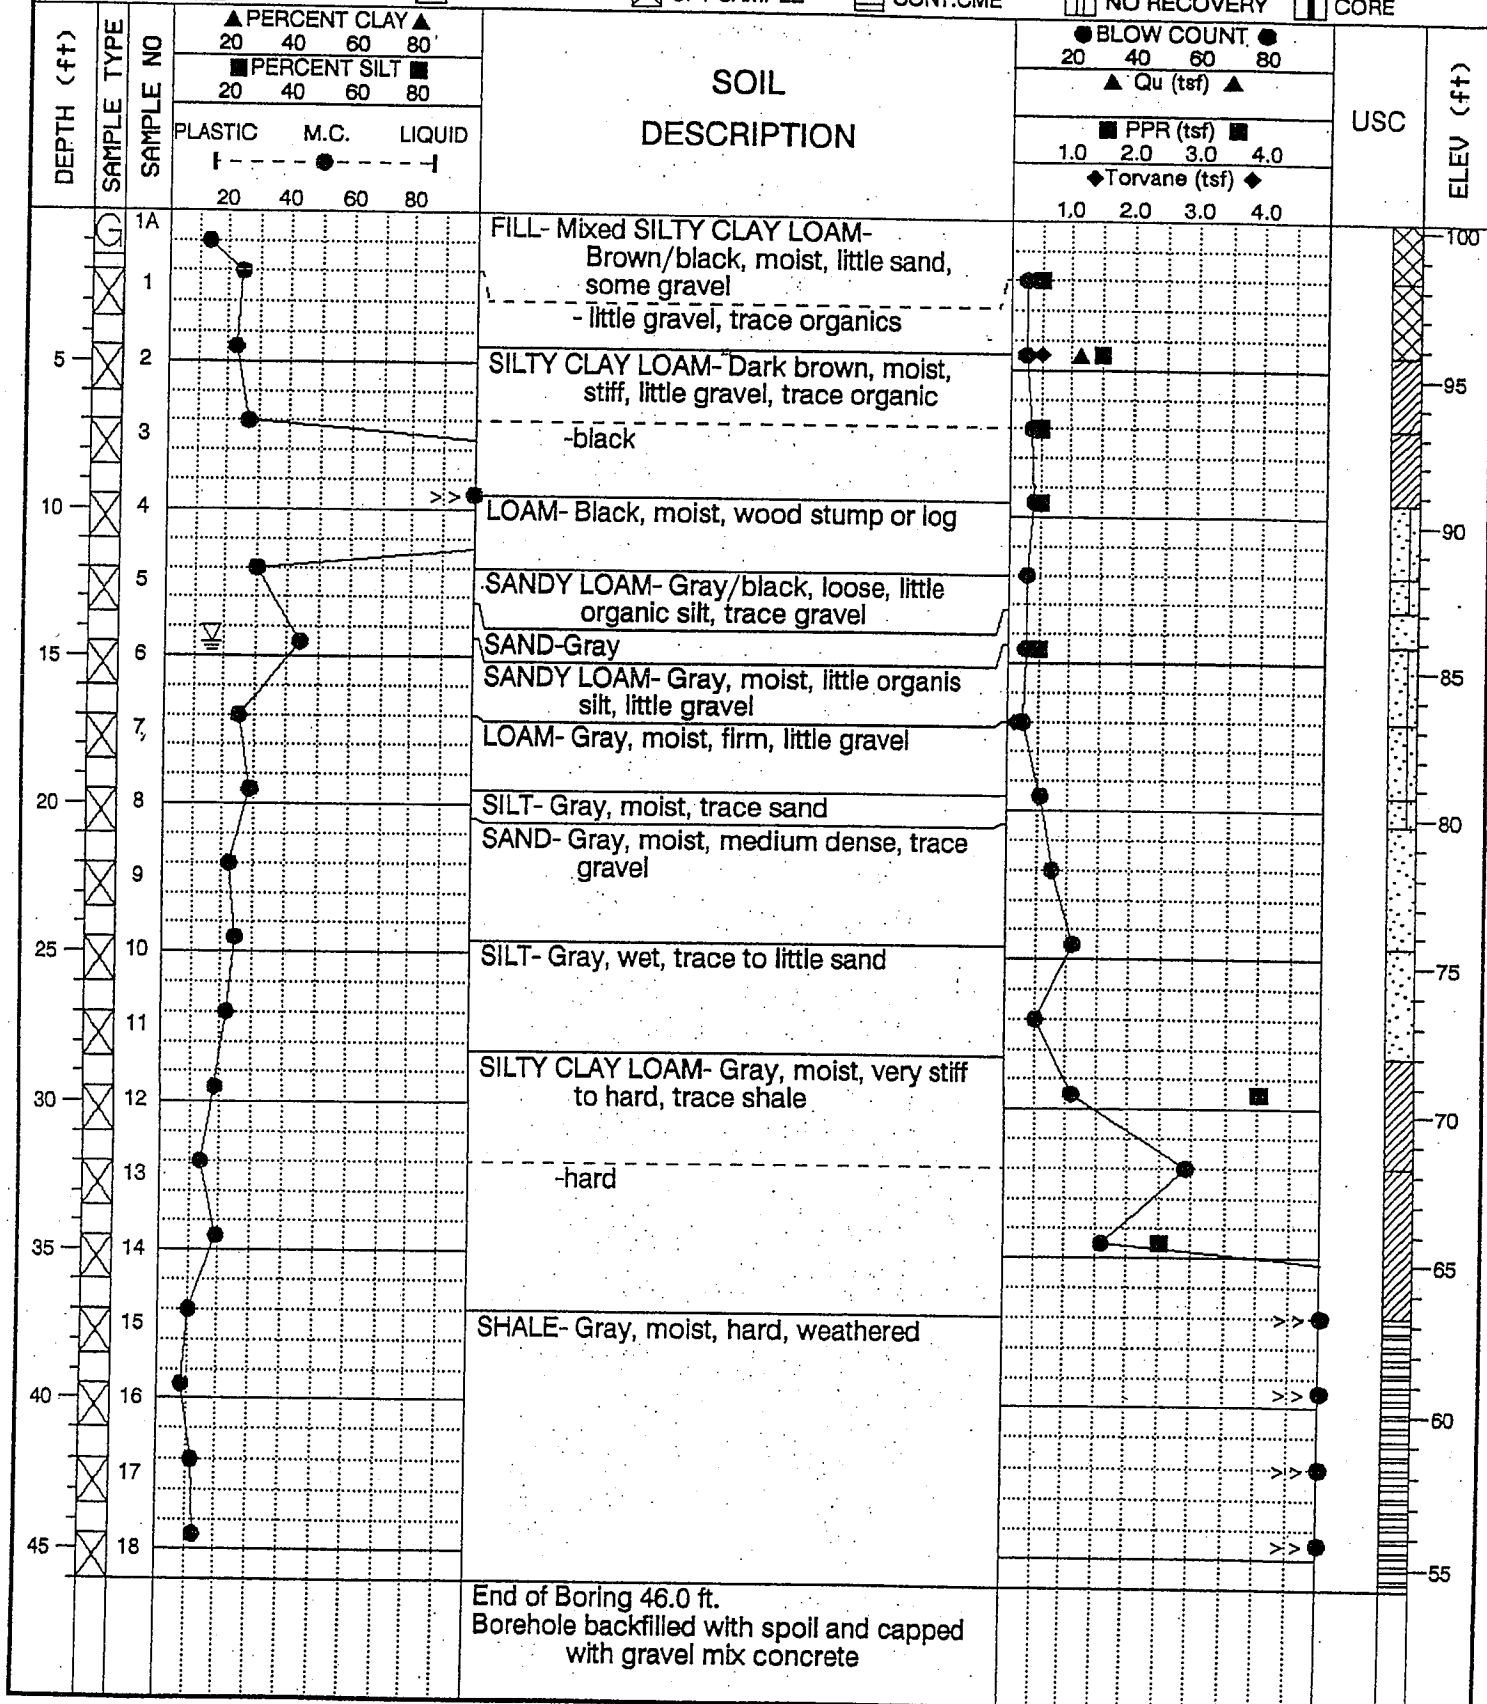 SPT SAMPLE CONT.CME NO RECOVERY CORE
DEPTH (ft)
SAMPLE TYPE
SAMPLE NO
▲ PERCENT CLAY ▲
20 40 60 80
■ PERCENT SILT ■
20 40 60 80
PLASTIC M.C. LIQUID
20 40 60 80
SOIL
DESCRIPTION
● BLOW COUNT ●
20 40 60 80
▲ Qu (tsf) ▲
■ PPR (tsf) ■
1.0 2.0 3.0 4.0
◆Torvane (tsf) ◆
1.0 2.0 3.0 4.0
USC
ELEV (ft)
1A
FILL- Mixed SILTY CLAY LOAM-
Brown/black, moist, little sand,
some gravel
100
1
- little gravel, trace organics
5
2
SILTY CLAY LOAM- Dark brown, moist,
stiff, little gravel, trace organic
95
3
-black
10
>>
4
LOAM- Black, moist, wood stump or log
90
5
SANDY LOAM- Gray/black, loose, little
organic silt, trace gravel
15
6
SAND-Gray
SANDY LOAM- Gray, moist, little organis
silt, little gravel
85
7
LOAM- Gray, moist, firm, little gravel
20
8
SILT- Gray, moist, trace sand
80
SAND- Gray, moist, medium dense, trace
gravel
9
25
10
SILT- Gray, wet, trace to little sand
75
11
SILTY CLAY LOAM- Gray, moist, very stiff
to hard, trace shale
30
12
70
13
-hard
35
14
65
15
SHALE- Gray, moist, hard, weathered
>>
40
16
>>
60
17
>>
45
18
>>
55
End of Boring 46.0 ft.
Borehole backfilled with spoil and capped
with gravel mix concrete